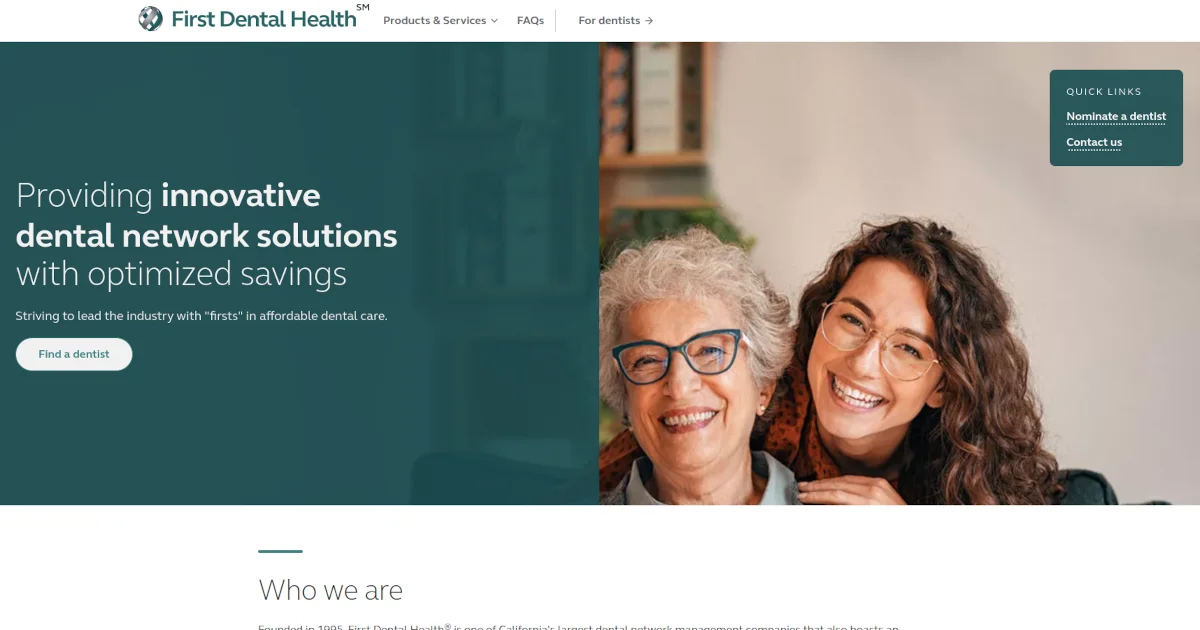 First Dental Health℠
Products & Services
FAQs
For dentists →
QUICK LINKS
Nominate a dentist
Contact us
Providing innovative
dental network solutions
with optimized savings
Striving to lead the industry with "firsts" in affordable dental care.
Find a dentist
Who we are
Founded in 1995, First Dental Health® is one of California's largest dental network management companies that also boasts an